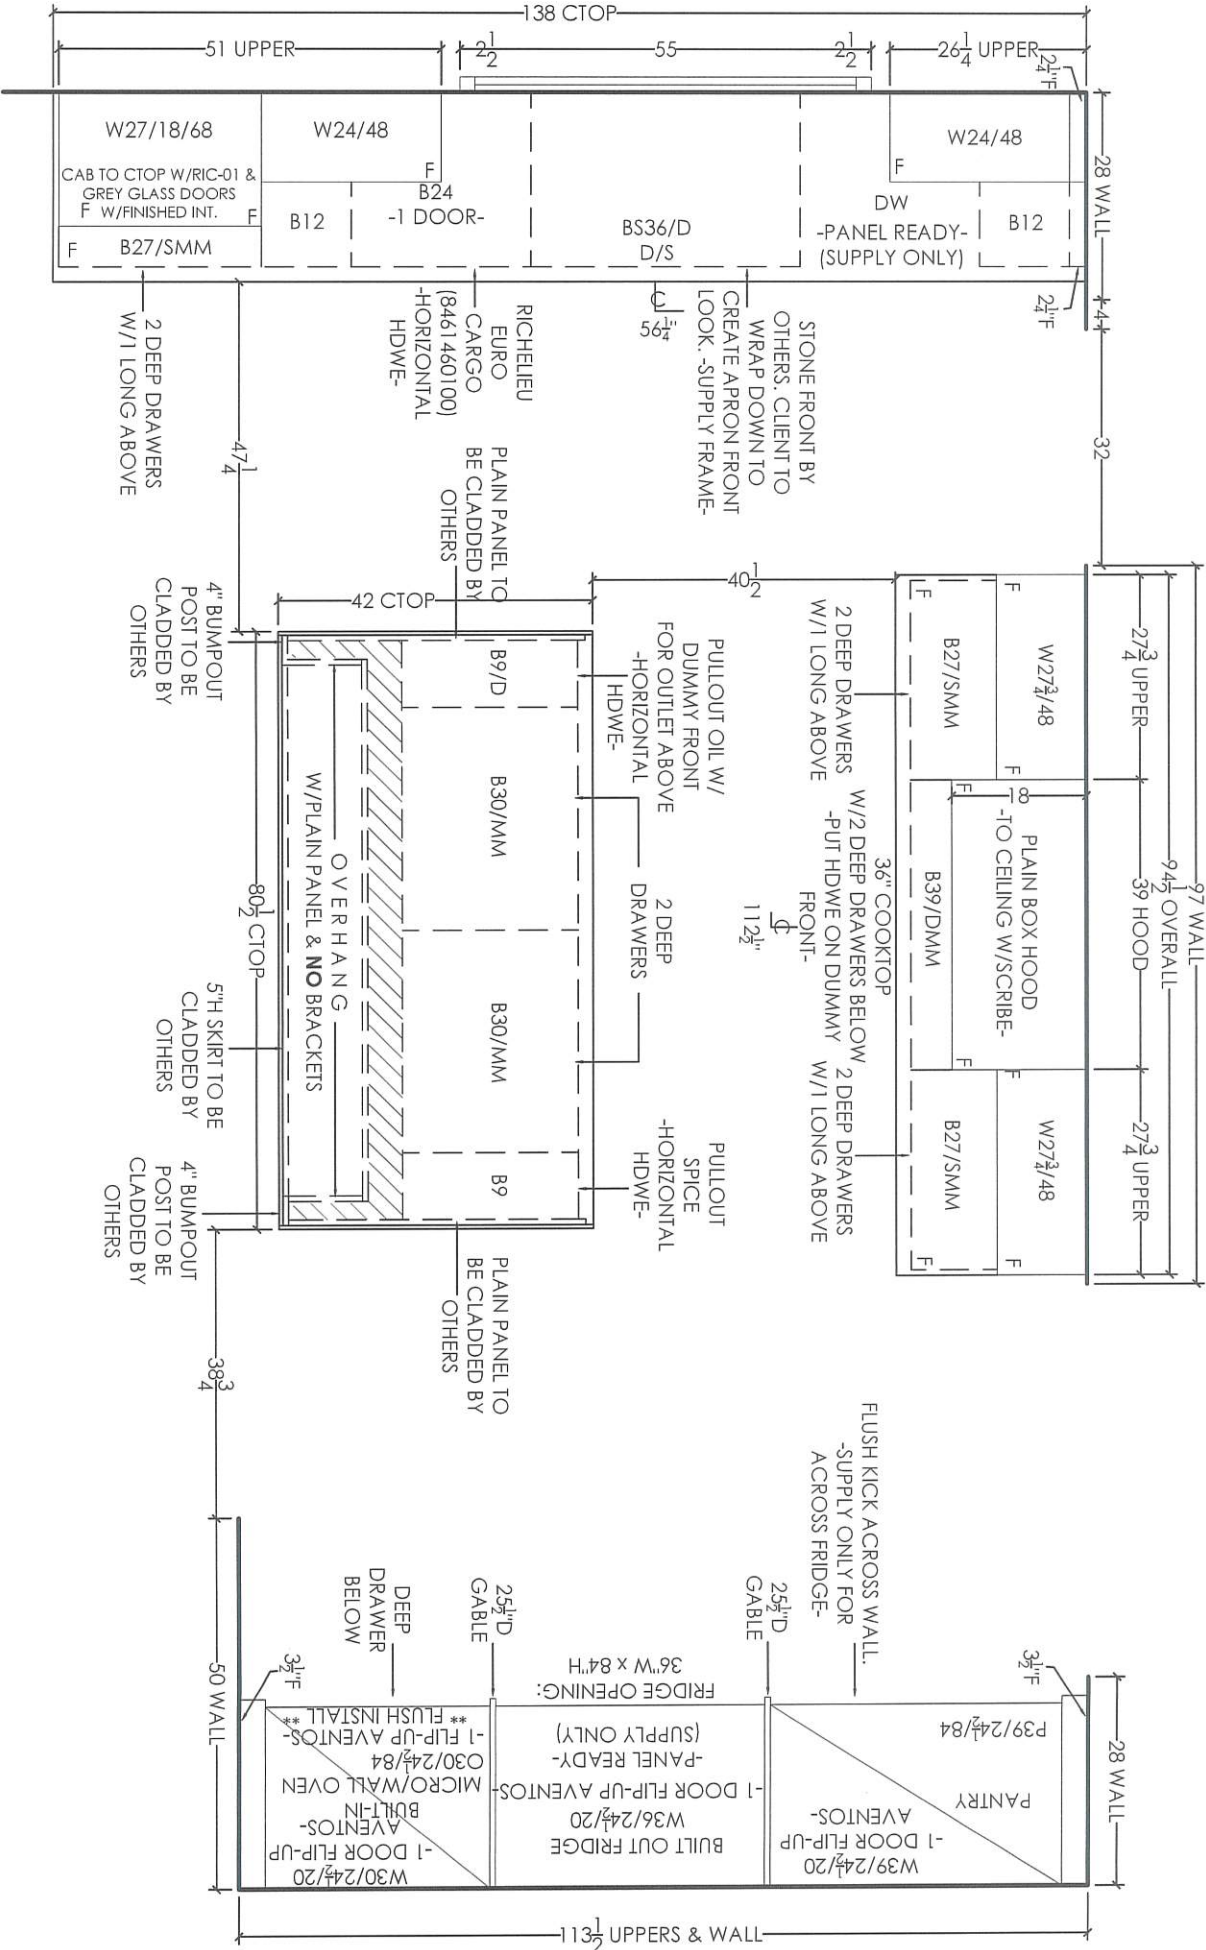 138 CTOP
51 UPPER
2 1/2
55
2 1/2
26 1/4 UPPER
2 1/4"F
W27/18/68
CAB TO CTOP W/RIC-01 &
GREY GLASS DOORS
F W/FINISHED INT.
F
F
B27/SMM
W24/48
F
B12
B24
-1 DOOR-
BS36/D
D/S
W24/48
F
DW
-PANEL READY-
(SUPPLY ONLY)
B12
28 WALL
2 1/4"F
4
32
℄
56 1/4"
2 DEEP DRAWERS
W/1 LONG ABOVE
RICHELIEU
EURO
CARGO
(8461460100)
-HORIZONTAL
HDWE-
STONE FRONT BY
OTHERS. CLIENT TO
WRAP DOWN TO
CREATE APRON FRONT
LOOK. -SUPPLY FRAME-
47 1/4
97 WALL
94 1/2 OVERALL
27 3/4 UPPER
39 HOOD
27 3/4 UPPER
F
W27 3/4/48
F
F
B27/SMM
18
F
PLAIN BOX HOOD
-TO CEILING W/SCRIBE-
F
B39/DMM
F
W27 3/4/48
F
B27/SMM
F
2 DEEP DRAWERS
W/1 LONG ABOVE
36" COOKTOP
W/2 DEEP DRAWERS BELOW
-PUT HDWE ON DUMMY
FRONT-
℄
112 1/2"
2 DEEP DRAWERS
W/1 LONG ABOVE
40 1/2
42 CTOP
PULLOUT OIL W/
DUMMY FRONT
FOR OUTLET ABOVE
-HORIZONTAL
HDWE-
2 DEEP
DRAWERS
PULLOUT
SPICE
-HORIZONTAL
HDWE-
PLAIN PANEL TO
BE CLADDED BY
OTHERS
B9/D
B30/MM
B30/MM
B9
PLAIN PANEL TO
BE CLADDED BY
OTHERS
OVERHANG
W/PLAIN PANEL & NO BRACKETS
80 1/2 CTOP
4" BUMPOUT
POST TO BE
CLADDED BY
OTHERS
5"H SKIRT TO BE
CLADDED BY
OTHERS
4" BUMPOUT
POST TO BE
CLADDED BY
OTHERS
38 3/4
FLUSH KICK ACROSS WALL.
-SUPPLY ONLY FOR
ACROSS FRIDGE-
25 1/2"D
GABLE
25 1/2"D
GABLE
DEEP
DRAWER
BELOW
3 1/2"F
3 1/2"F
28 WALL
50 WALL
W39/24 1/2/20
-1 DOOR FLIP-UP
AVENTOS-
PANTRY
P39/24 1/2/84
BUILT OUT FRIDGE
W36/24 1/2/20
-1 DOOR FLIP-UP AVENTOS-
-PANEL READY-
(SUPPLY ONLY)
FRIDGE OPENING:
36"W x 84"H
W30/24 1/2/20
-1 DOOR FLIP-UP
AVENTOS-
BUILT-IN
MICRO/WALL OVEN
O30/24 1/2/84
-1 FLIP-UP AVENTOS-
** FLUSH INSTALL **
113 1/2 UPPERS & WALL